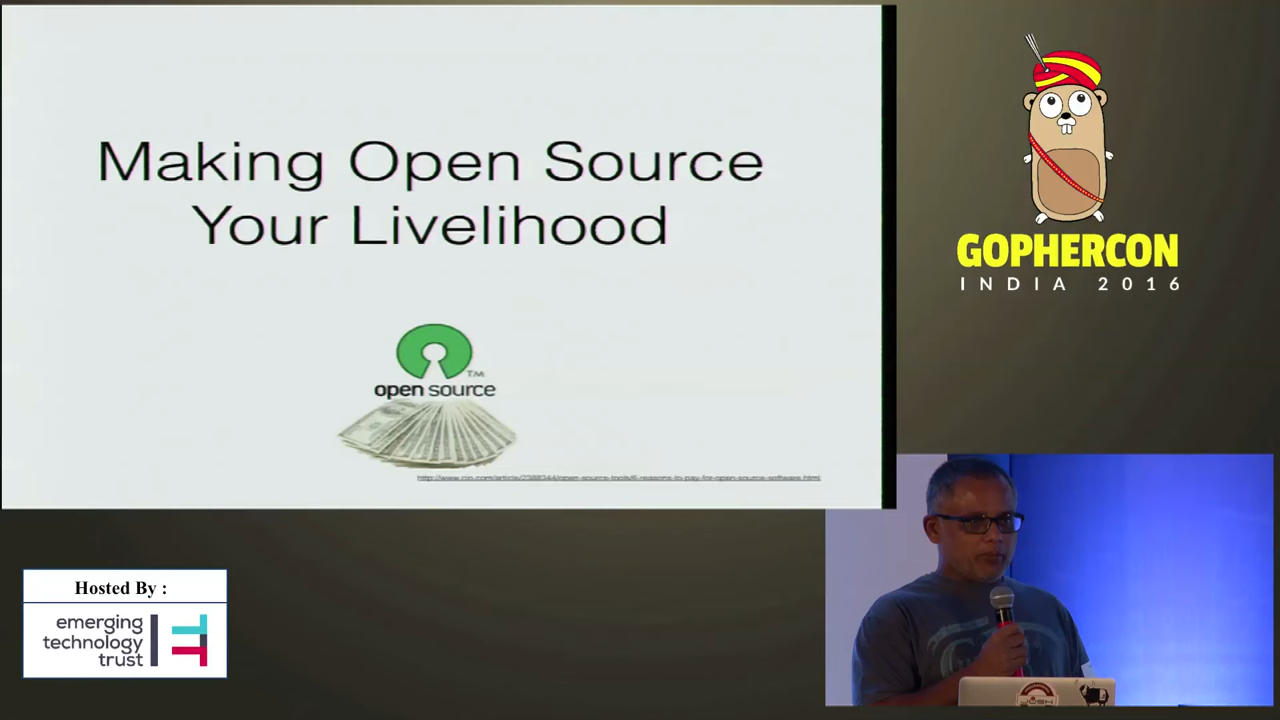 Making Open Source
Your Livelihood
TM
open source
GOPHERCON
INDIA 2016
Hosted By :
emerging
technology
trust